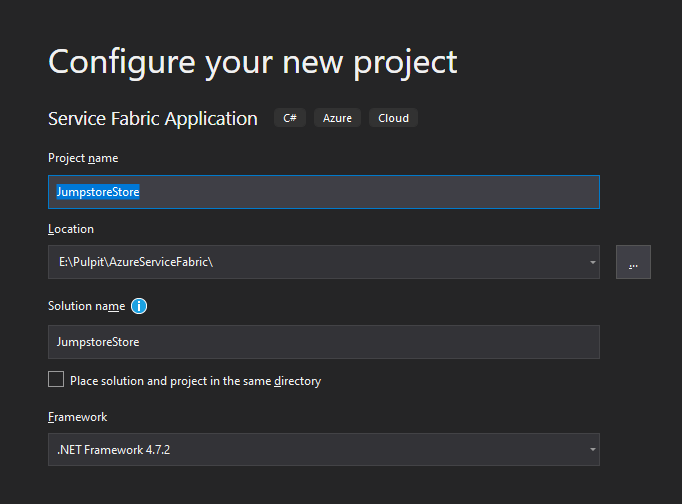 Configure your new project
Service Fabric Application C# Azure Cloud
Project name
JumpstoreStore
Location
E:\Pulpit\AzureServiceFabric\
...
Solution name i
JumpstoreStore
Place solution and project in the same directory
Framework
.NET Framework 4.7.2